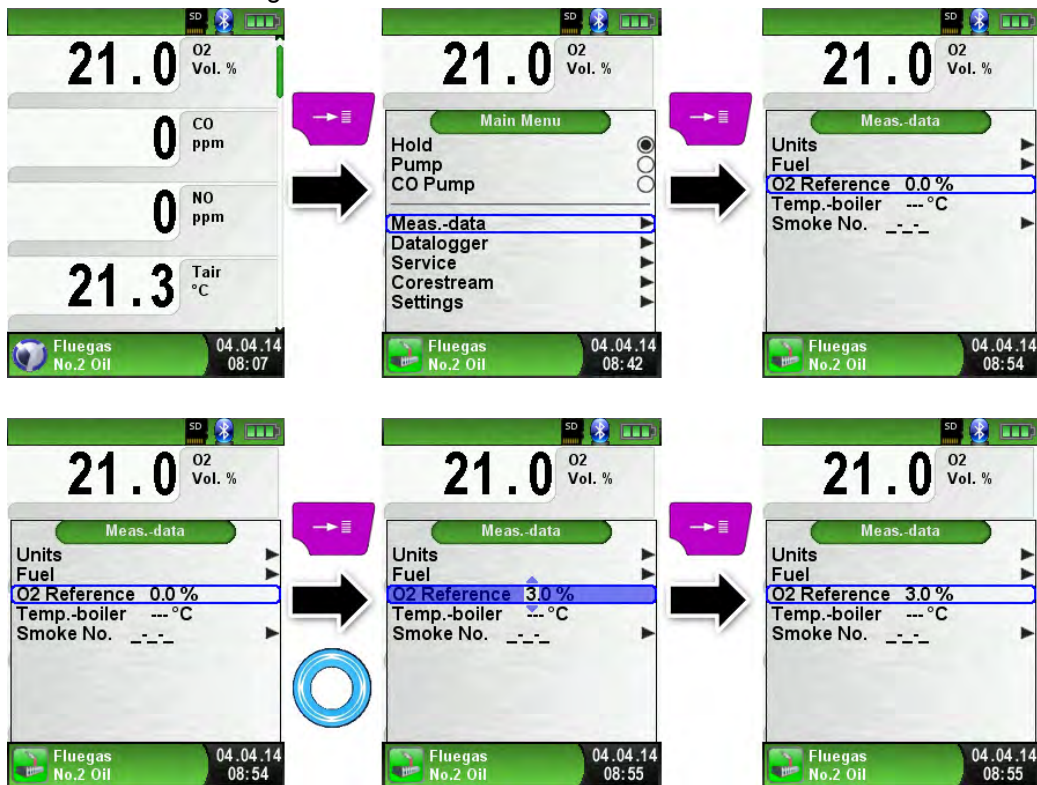 SD
21.0 O2 Vol. %
0 CO ppm
0 NO ppm
21.3 Tair °C
Fluegas 04.04.14
No.2 Oil 08:07
SD
21.0 O2 Vol. %
Main Menu
Hold
Pump
CO Pump
Meas.-data
Datalogger
Service
Corestream
Settings
Fluegas 04.04.14
No.2 Oil 08:42
SD
21.0 O2 Vol. %
Meas.-data
Units
Fuel
O2 Reference 0.0 %
Temp.-boiler --- °C
Smoke No. _-_-_
Fluegas 04.04.14
No.2 Oil 08:54
SD
21.0 O2 Vol. %
Meas.-data
Units
Fuel
O2 Reference 0.0 %
Temp.-boiler --- °C
Smoke No. _-_-_
Fluegas 04.04.14
No.2 Oil 08:54
SD
21.0 O2 Vol. %
Meas.-data
Units
Fuel
O2 Reference 3.0 %
Temp.-boiler --- °C
Smoke No. _-_-_
Fluegas 04.04.14
No.2 Oil 08:55
SD
21.0 O2 Vol. %
Meas.-data
Units
Fuel
O2 Reference 3.0 %
Temp.-boiler --- °C
Smoke No. _-_-_
Fluegas 04.04.14
No.2 Oil 08:55